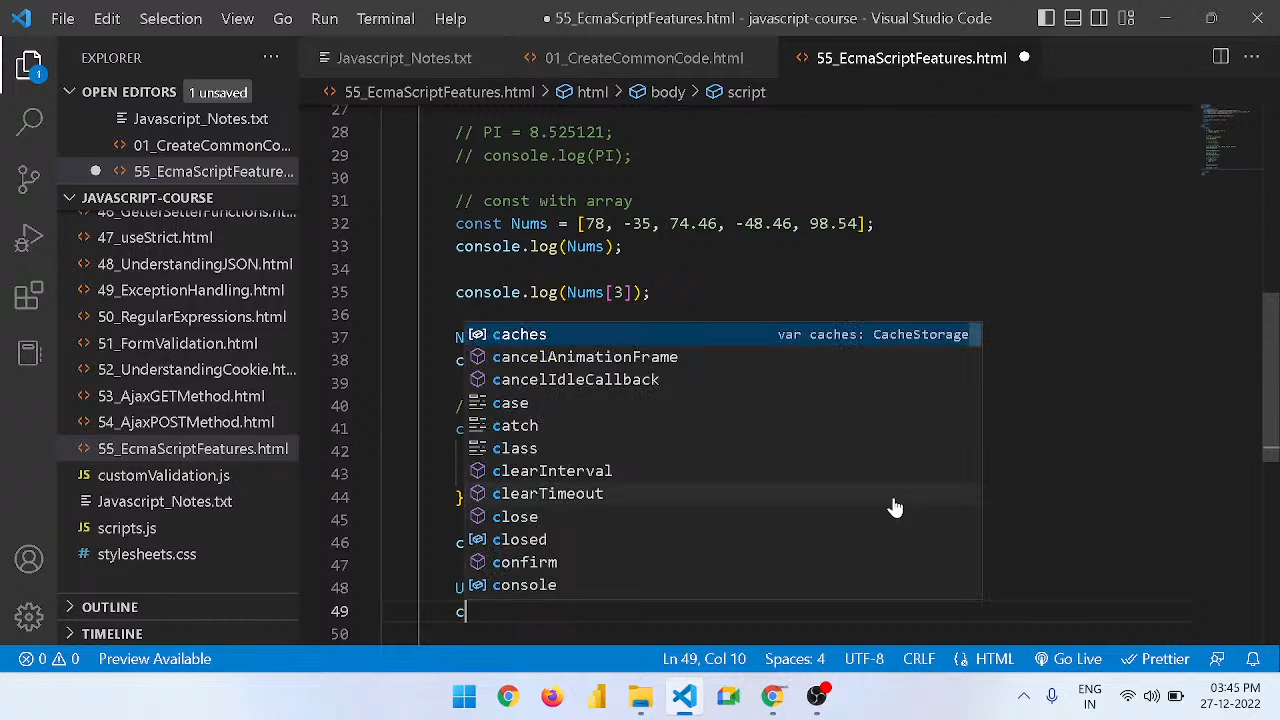 File Edit Selection View Go Run Terminal Help ● 55_EcmaScriptFeatures.html - javascript-course - Visual Studio Code
EXPLORER ···
Javascript_Notes.txt 01_CreateCommonCode.html 55_EcmaScriptFeatures.html
OPEN EDITORS 1 unsaved
55_EcmaScriptFeatures.html > html > body > script
Javascript_Notes.txt
01_CreateCommonCo...
55_EcmaScriptFeature...
JAVASCRIPT-COURSE
46_GetterSetterFunctions.ht...
47_useStrict.html
48_UnderstandingJSON.html
49_ExceptionHandling.html
50_RegularExpressions.html
51_FormValidation.html
52_UnderstandingCookie.ht...
53_AjaxGETMethod.html
54_AjaxPOSTMethod.html
55_EcmaScriptFeatures.html
customValidation.js
Javascript_Notes.txt
scripts.js
stylesheets.css
OUTLINE
TIMELINE
27
28 // PI = 8.525121;
29 // console.log(PI);
30
31 // const with array
32 const Nums = [78, -35, 74.46, -48.46, 98.54];
33 console.log(Nums);
34
35 console.log(Nums[3]);
36
37 N
38 c
39
40 /
41 c
42
43
44 }
45
46 c
47
48 U
49 c
50
caches var caches: CacheStorage
cancelAnimationFrame
cancelIdleCallback
case
catch
class
clearInterval
clearTimeout
close
closed
confirm
console
1
0 0 Preview Available Ln 49, Col 10 Spaces: 4 UTF-8 CRLF HTML Go Live Prettier
ENG
IN
03:45 PM
27-12-2022